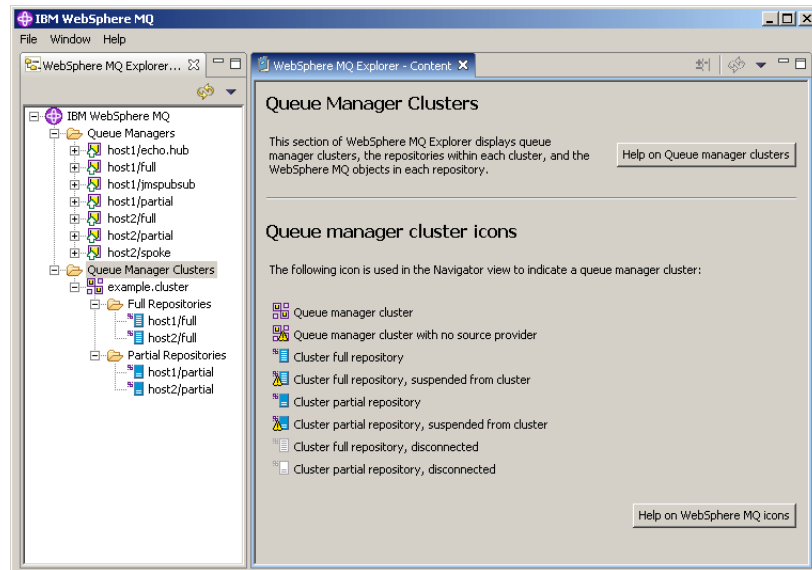 IBM WebSphere MQ
File Window Help
WebSphere MQ Explorer...
IBM WebSphere MQ
Queue Managers
host1/echo.hub
host1/full
host1/jmspubsub
host1/partial
host2/full
host2/partial
host2/spoke
Queue Manager Clusters
example.cluster
Full Repositories
host1/full
host2/full
Partial Repositories
host1/partial
host2/partial
WebSphere MQ Explorer - Content
Queue Manager Clusters
This section of WebSphere MQ Explorer displays queue
manager clusters, the repositories within each cluster, and the
WebSphere MQ objects in each repository.
Help on Queue manager clusters
Queue manager cluster icons
The following icon is used in the Navigator view to indicate a queue manager cluster:
Queue manager cluster
Queue manager cluster with no source provider
Cluster full repository
Cluster full repository, suspended from cluster
Cluster partial repository
Cluster partial repository, suspended from cluster
Cluster full repository, disconnected
Cluster partial repository, disconnected
Help on WebSphere MQ icons